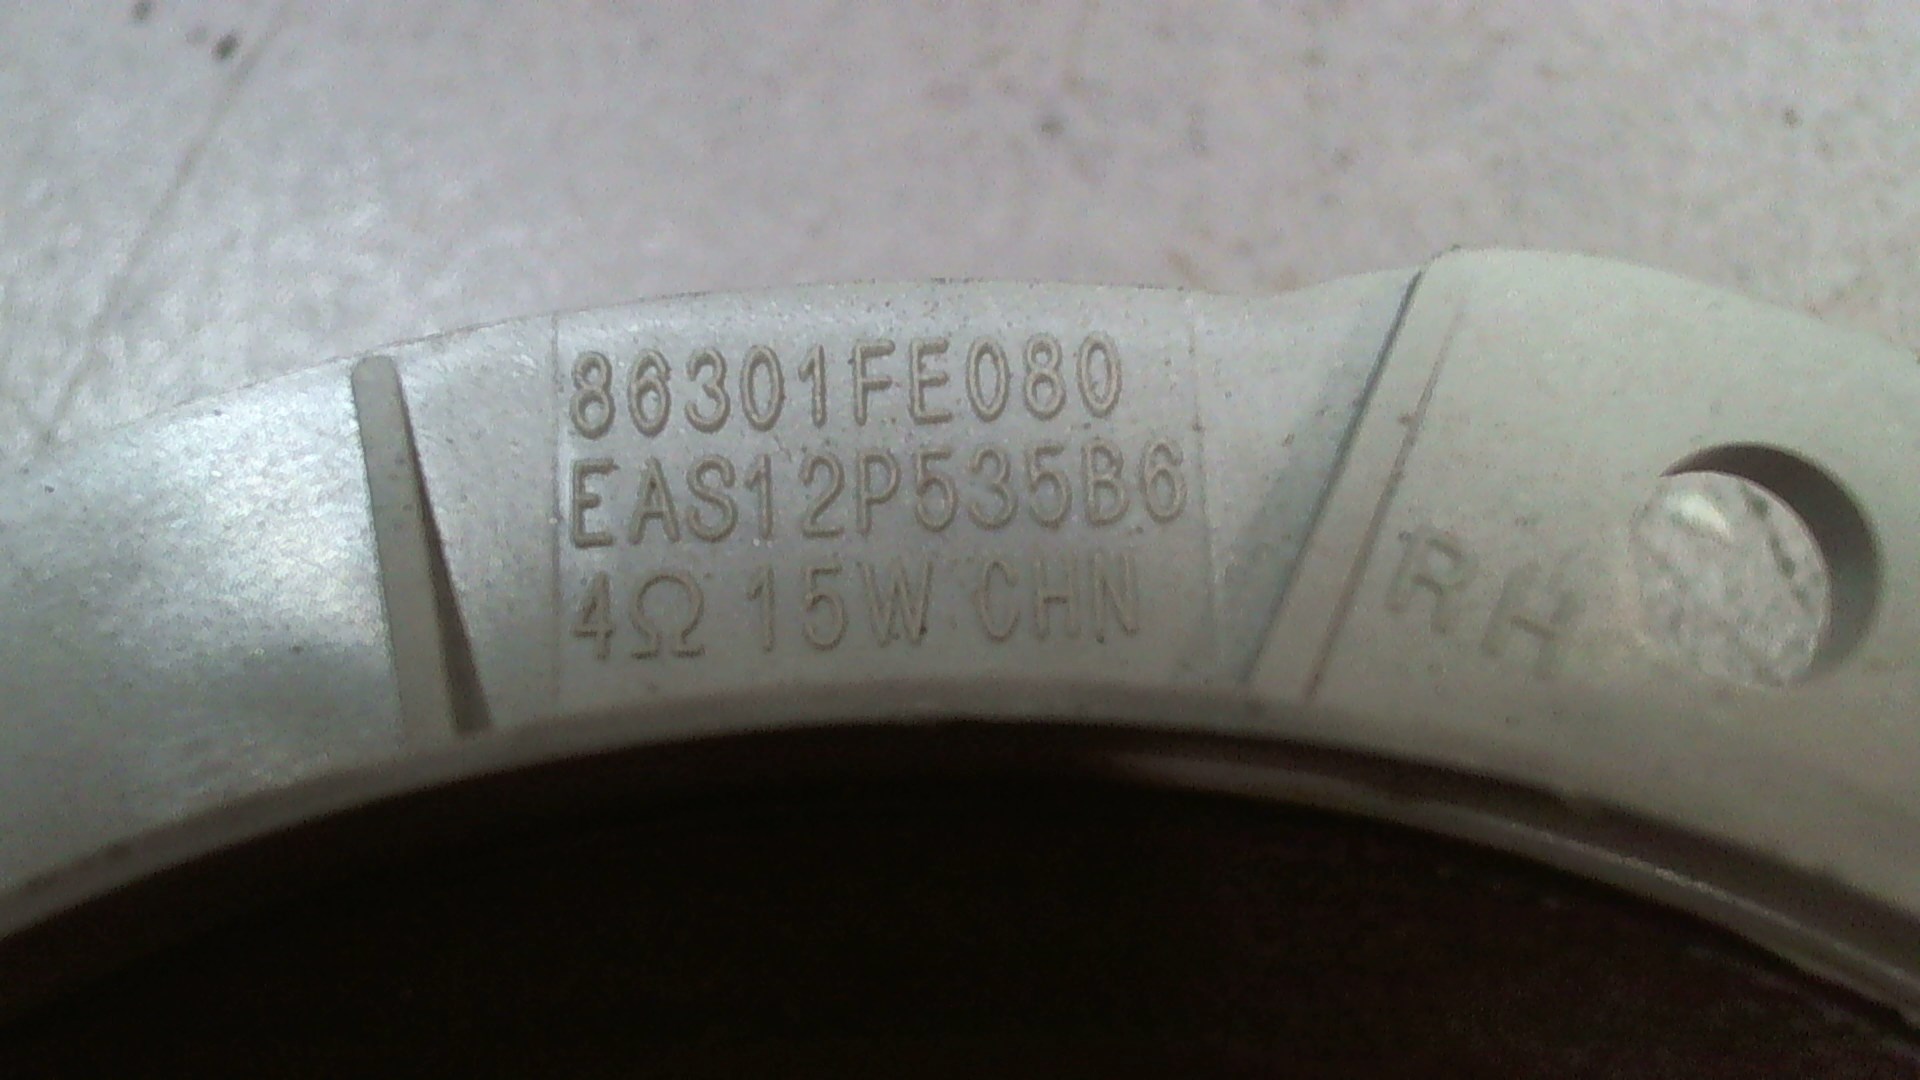 86301FE080
EAS12P535B6
4Ω 15W CHN
RH